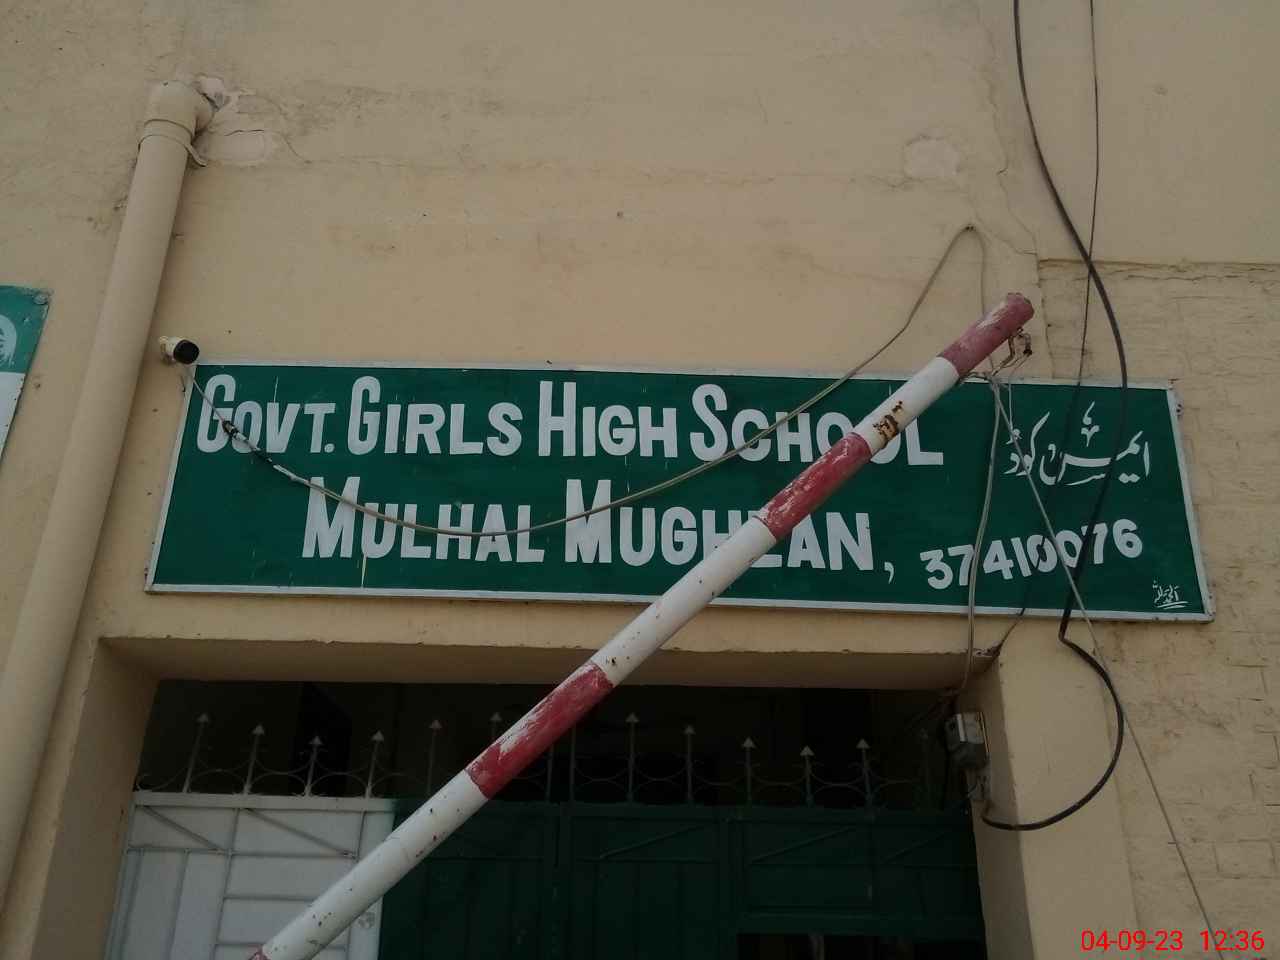 GOVT. GIRLS HIGH SCHOOL
MULHAL MUGHLAN, 37410076
ایمس کوڈ
04-09-23 12:36